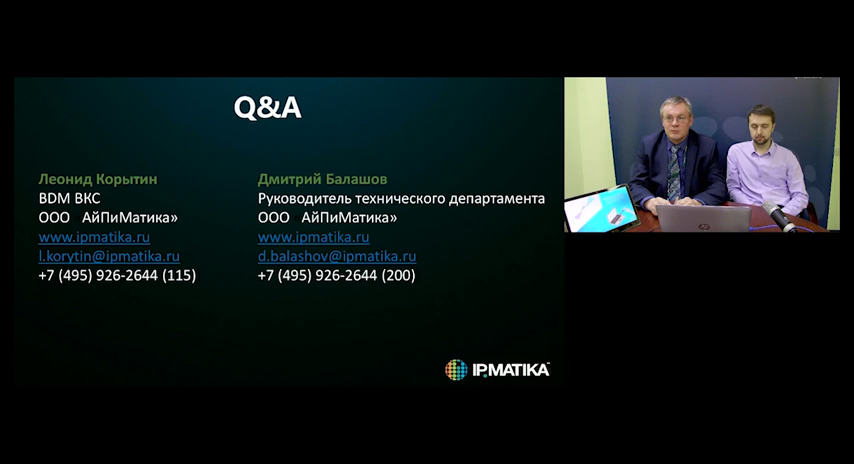 Q&A
Леонид Корытин
BDM ВКС
ООО АйПиМатика»
www.ipmatika.ru
l.korytin@ipmatika.ru
+7 (495) 926-2644 (115)
Дмитрий Балашов
Руководитель технического департамента
ООО АйПиМатика»
www.ipmatika.ru
d.balashov@ipmatika.ru
+7 (495) 926-2644 (200)
IP.MATIKA